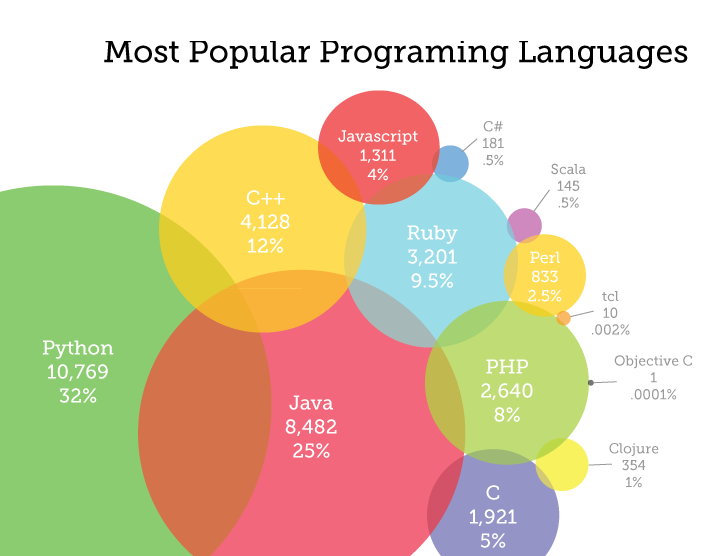 Most Popular Programing Languages
Javascript
1,311
4%
C#
181
.5%
C++
4,128
12%
Scala
145
.5%
Ruby
3,201
9.5%
Perl
833
2.5%
tcl
10
.002%
Python
10,769
32%
PHP
2,640
8%
Objective C
1
.0001%
Java
8,482
25%
Clojure
354
1%
C
1,921
5%